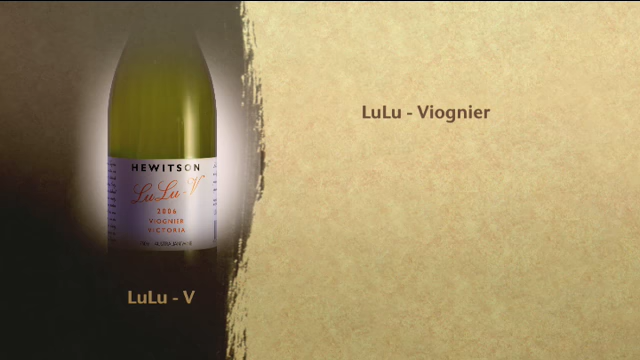 HEWITSON
LuLu-V
2006
VIOGNIER
VICTORIA
LuLu - V
LuLu - Viognier